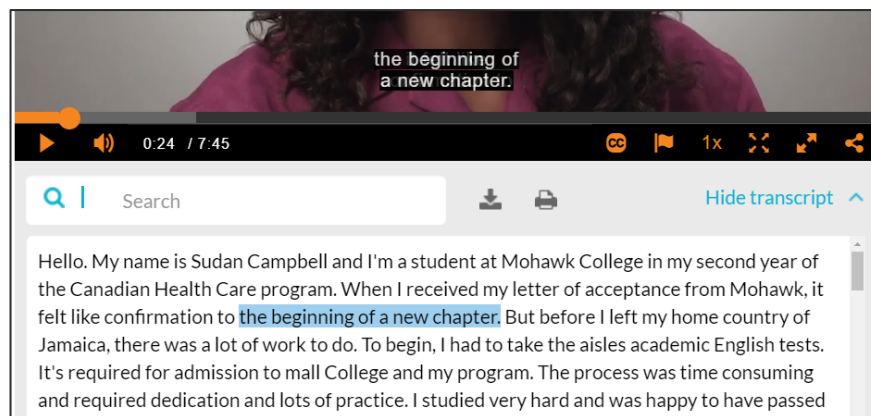 the beginning of
a new chapter.
0:24 / 7:45
CC
1x
Search
Hide transcript
Hello. My name is Sudan Campbell and I'm a student at Mohawk College in my second year of
the Canadian Health Care program. When I received my letter of acceptance from Mohawk, it
felt like confirmation to the beginning of a new chapter. But before I left my home country of
Jamaica, there was a lot of work to do. To begin, I had to take the aisles academic English tests.
It's required for admission to mall College and my program. The process was time consuming
and required dedication and lots of practice. I studied very hard and was happy to have passed